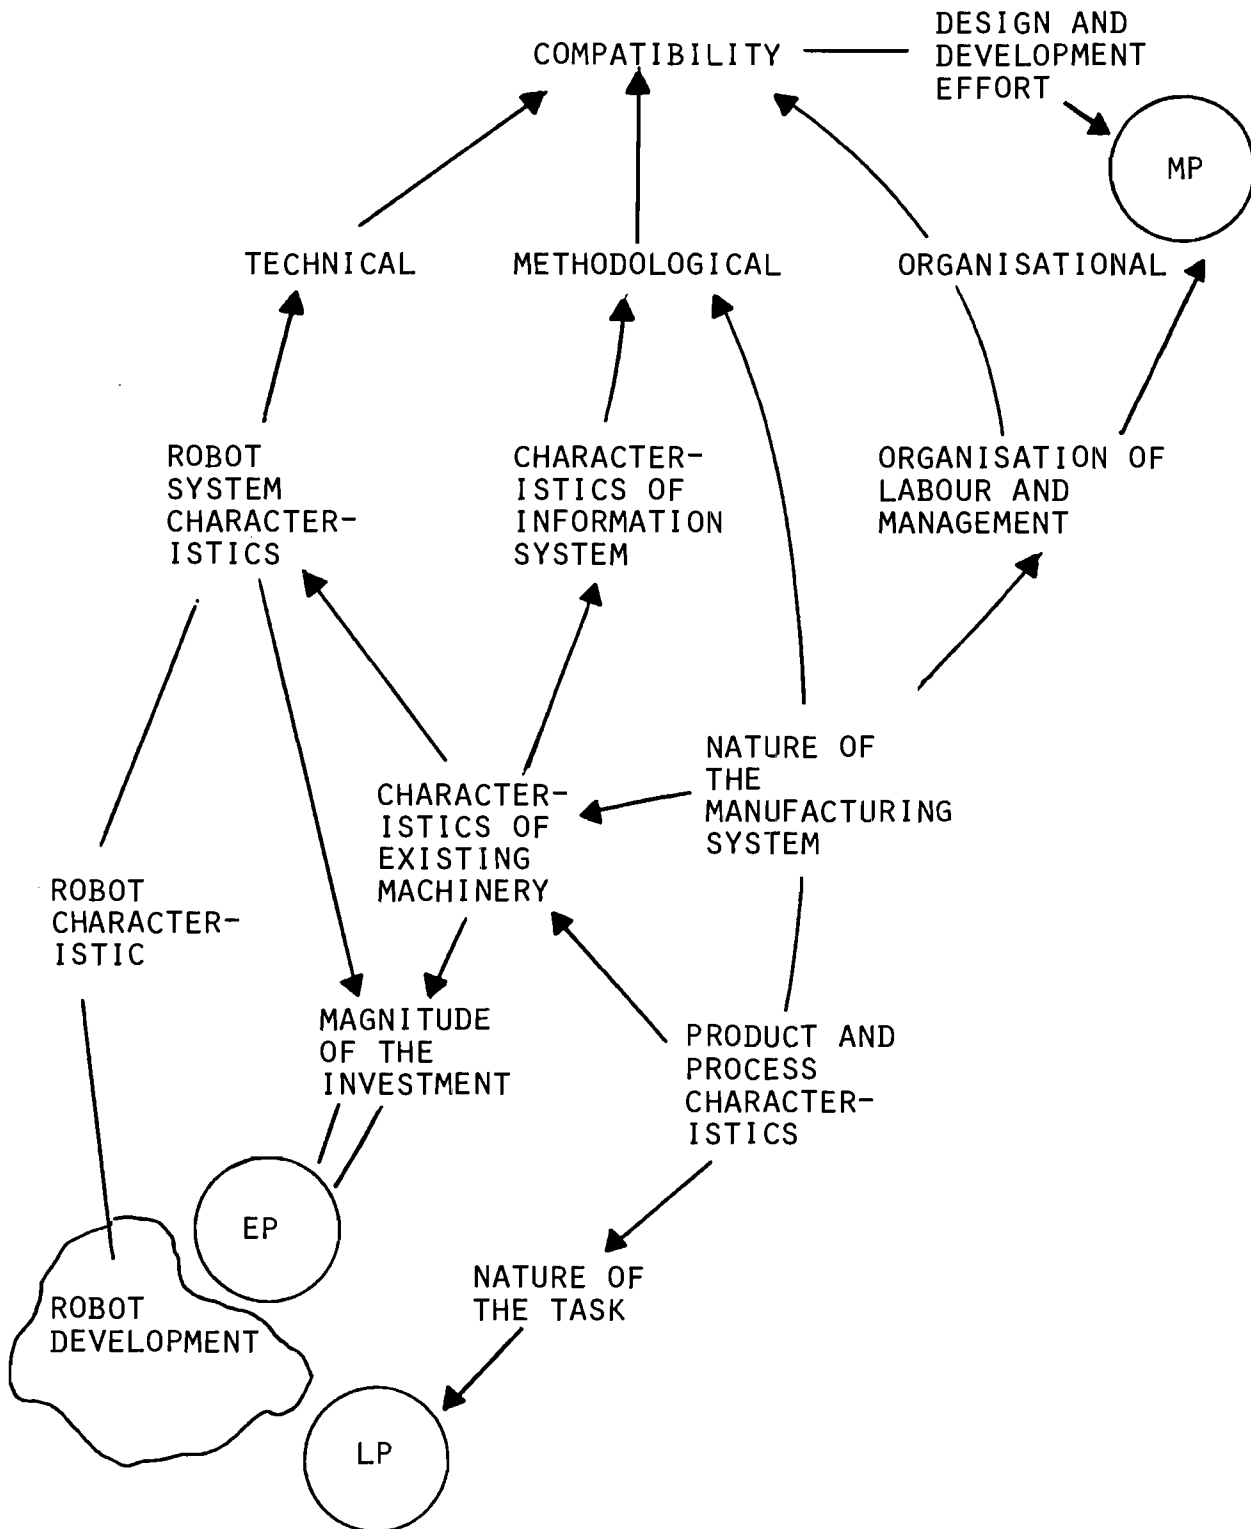 COMPATIBILITY
DESIGN AND
DEVELOPMENT
EFFORT
MP
TECHNICAL
METHODOLOGICAL
ORGANISATIONAL
ROBOT
SYSTEM
CHARACTER-
ISTICS
CHARACTER-
ISTICS OF
INFORMATION
SYSTEM
ORGANISATION OF
LABOUR AND
MANAGEMENT
NATURE OF
THE
MANUFACTURING
SYSTEM
CHARACTER-
ISTICS OF
EXISTING
MACHINERY
ROBOT
CHARACTER-
ISTIC
MAGNITUDE
OF THE
INVESTMENT
PRODUCT AND
PROCESS
CHARACTER-
ISTICS
EP
NATURE OF
THE TASK
ROBOT
DEVELOPMENT
LP